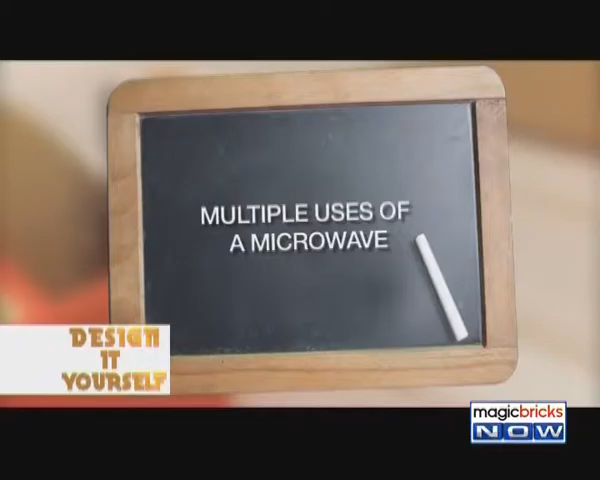 MULTIPLE USES OF
A MICROWAVE
DESIGN
IT
YOURSELF
magicbricks
NOW